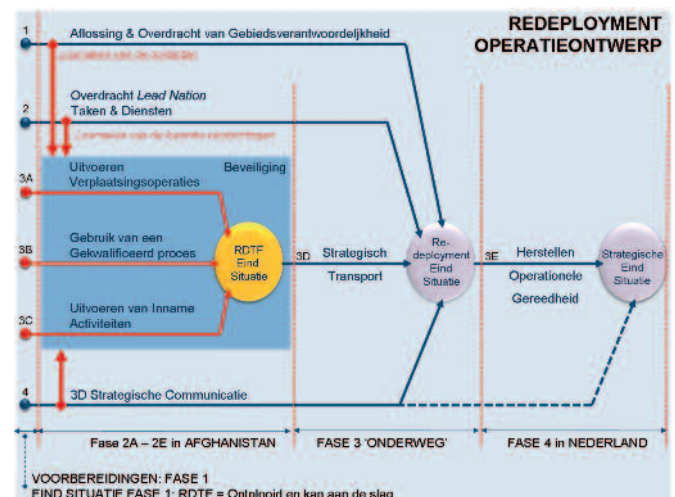 REDEPLOYMENT
OPERATIEONTWERP
1
Aflossing & Overdracht van Gebiedsverantwoordelijkheid
2
Overdracht Lead Nation
Taken & Diensten
3A
Uitvoeren
Verplaatsingsoperaties
Beveiliging
3B
Gebruik van een
Gekwalificeerd proces
RDTF
Eind
Situatie
3D
Strategisch
Transport
Re-
deployment
Eind
Situatie
3E
Herstellen
Operationele
Gereedheid
Strategische
Eind
Situatie
3C
Uitvoeren van Inname
Activiteiten
4
3D Strategische Communicatie
Fase 2A – 2E in AFGHANISTAN
FASE 3 'ONDERWEG'
FASE 4 in NEDERLAND
VOORBEREIDINGEN: FASE 1
EIND SITUATIE FASE 1: RDTF = Ontplooid en kan aan de slag